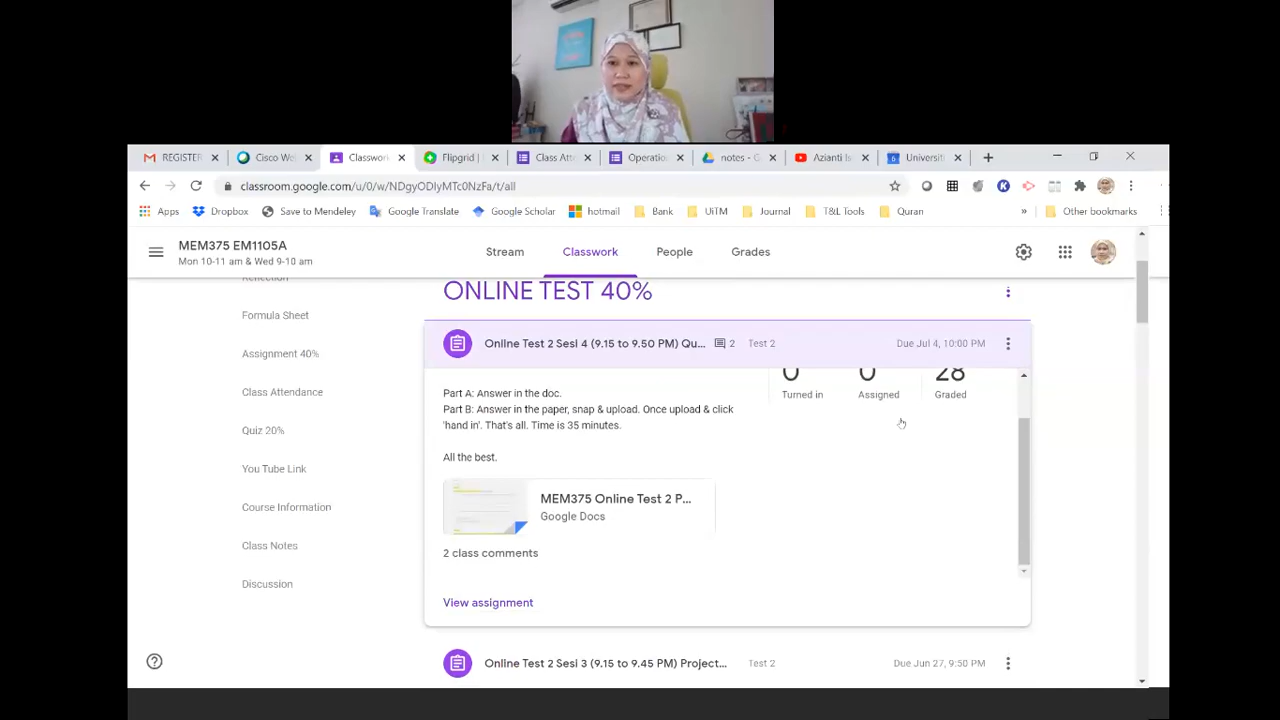 REGISTER
Cisco We
Classwor
Flipgrid |
Class Att
Operatio
notes - G
Azianti Is
Universiti
classroom.google.com/u/0/w/NDgyODIyMTc0NzFa/t/all
Apps
Dropbox
Save to Mendeley
Google Translate
Google Scholar
hotmail
Bank
UiTM
Journal
T&L Tools
Quran
»
Other bookmarks
MEM375 EM1105A
Mon 10-11 am & Wed 9-10 am
Stream
Classwork
People
Grades
Reflection
Formula Sheet
Assignment 40%
Class Attendance
Quiz 20%
You Tube Link
Course Information
Class Notes
Discussion
ONLINE TEST 40%
Online Test 2 Sesi 4 (9.15 to 9.50 PM) Qu...
2
Test 2
Due Jul 4, 10:00 PM
Part A: Answer in the doc.
Part B: Answer in the paper, snap & upload. Once upload & click
'hand in'. That's all. Time is 35 minutes.
All the best.
0
Turned in
0
Assigned
28
Graded
MEM375 Online Test 2 P...
Google Docs
2 class comments
View assignment
Online Test 2 Sesi 3 (9.15 to 9.45 PM) Project...
Test 2
Due Jun 27, 9:50 PM